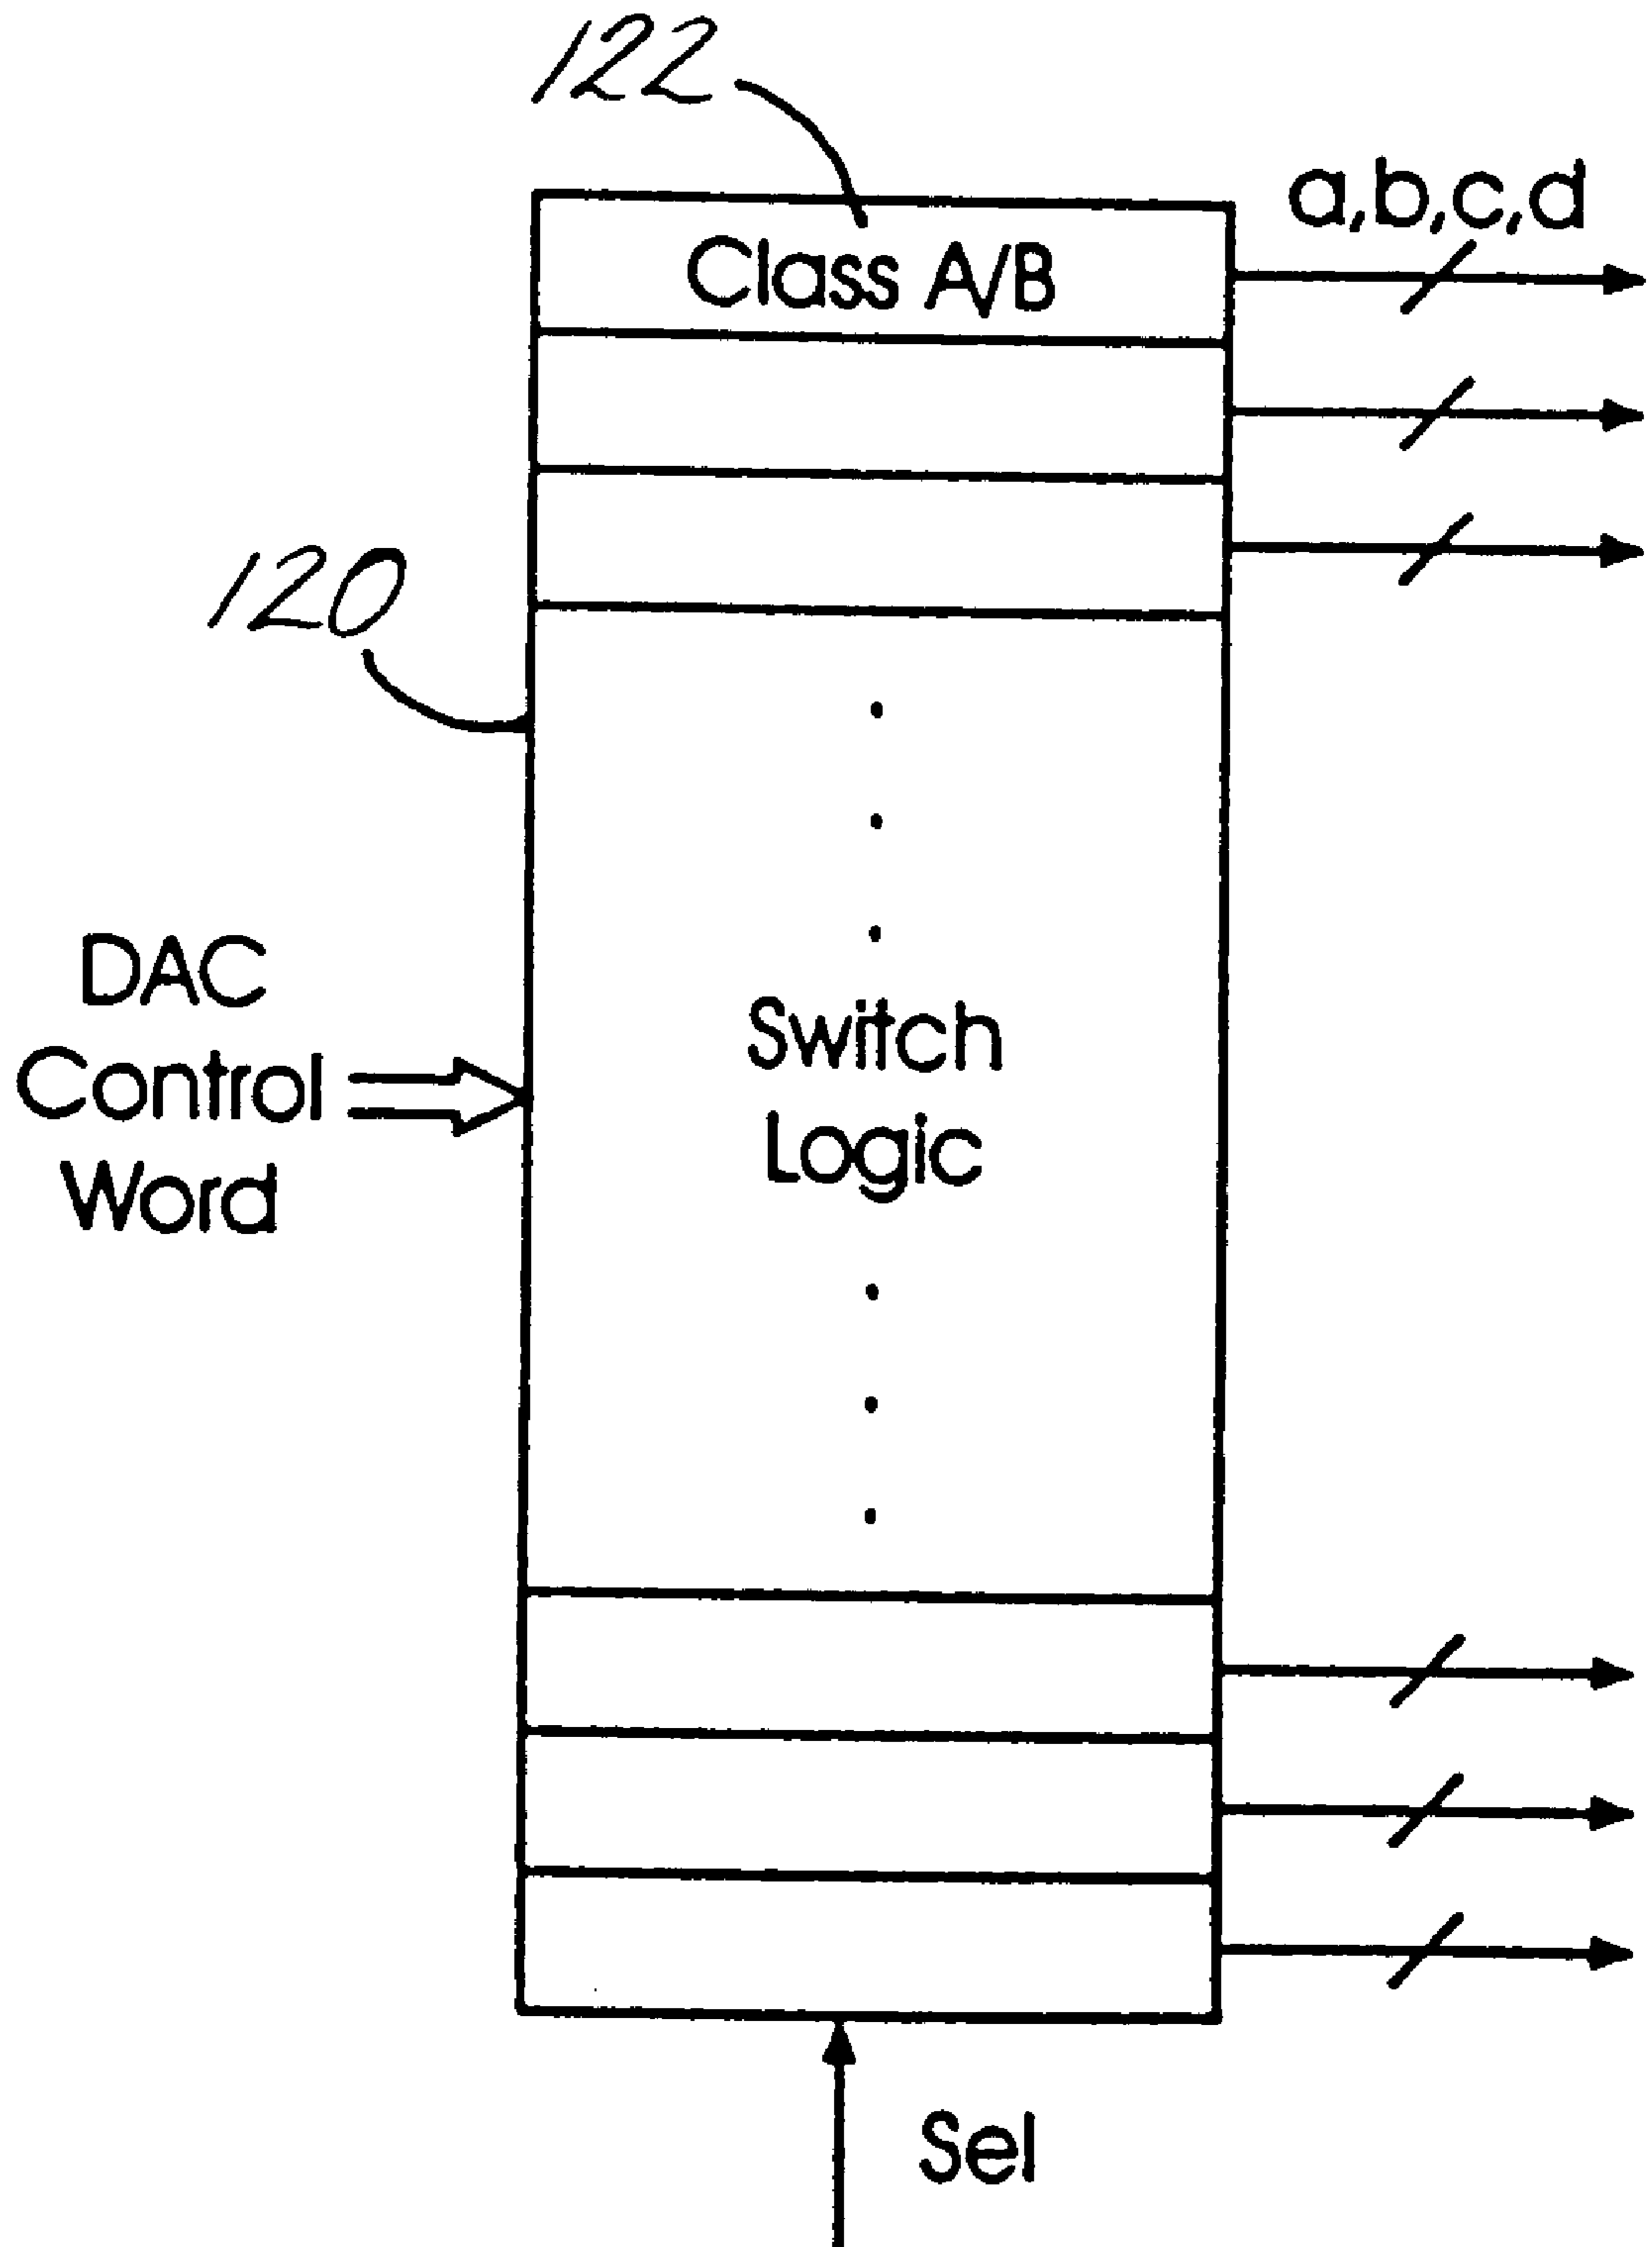 122
a,b,c,d
Class A/B
120
DAC
Control
Word
Switch
Logic
Sel